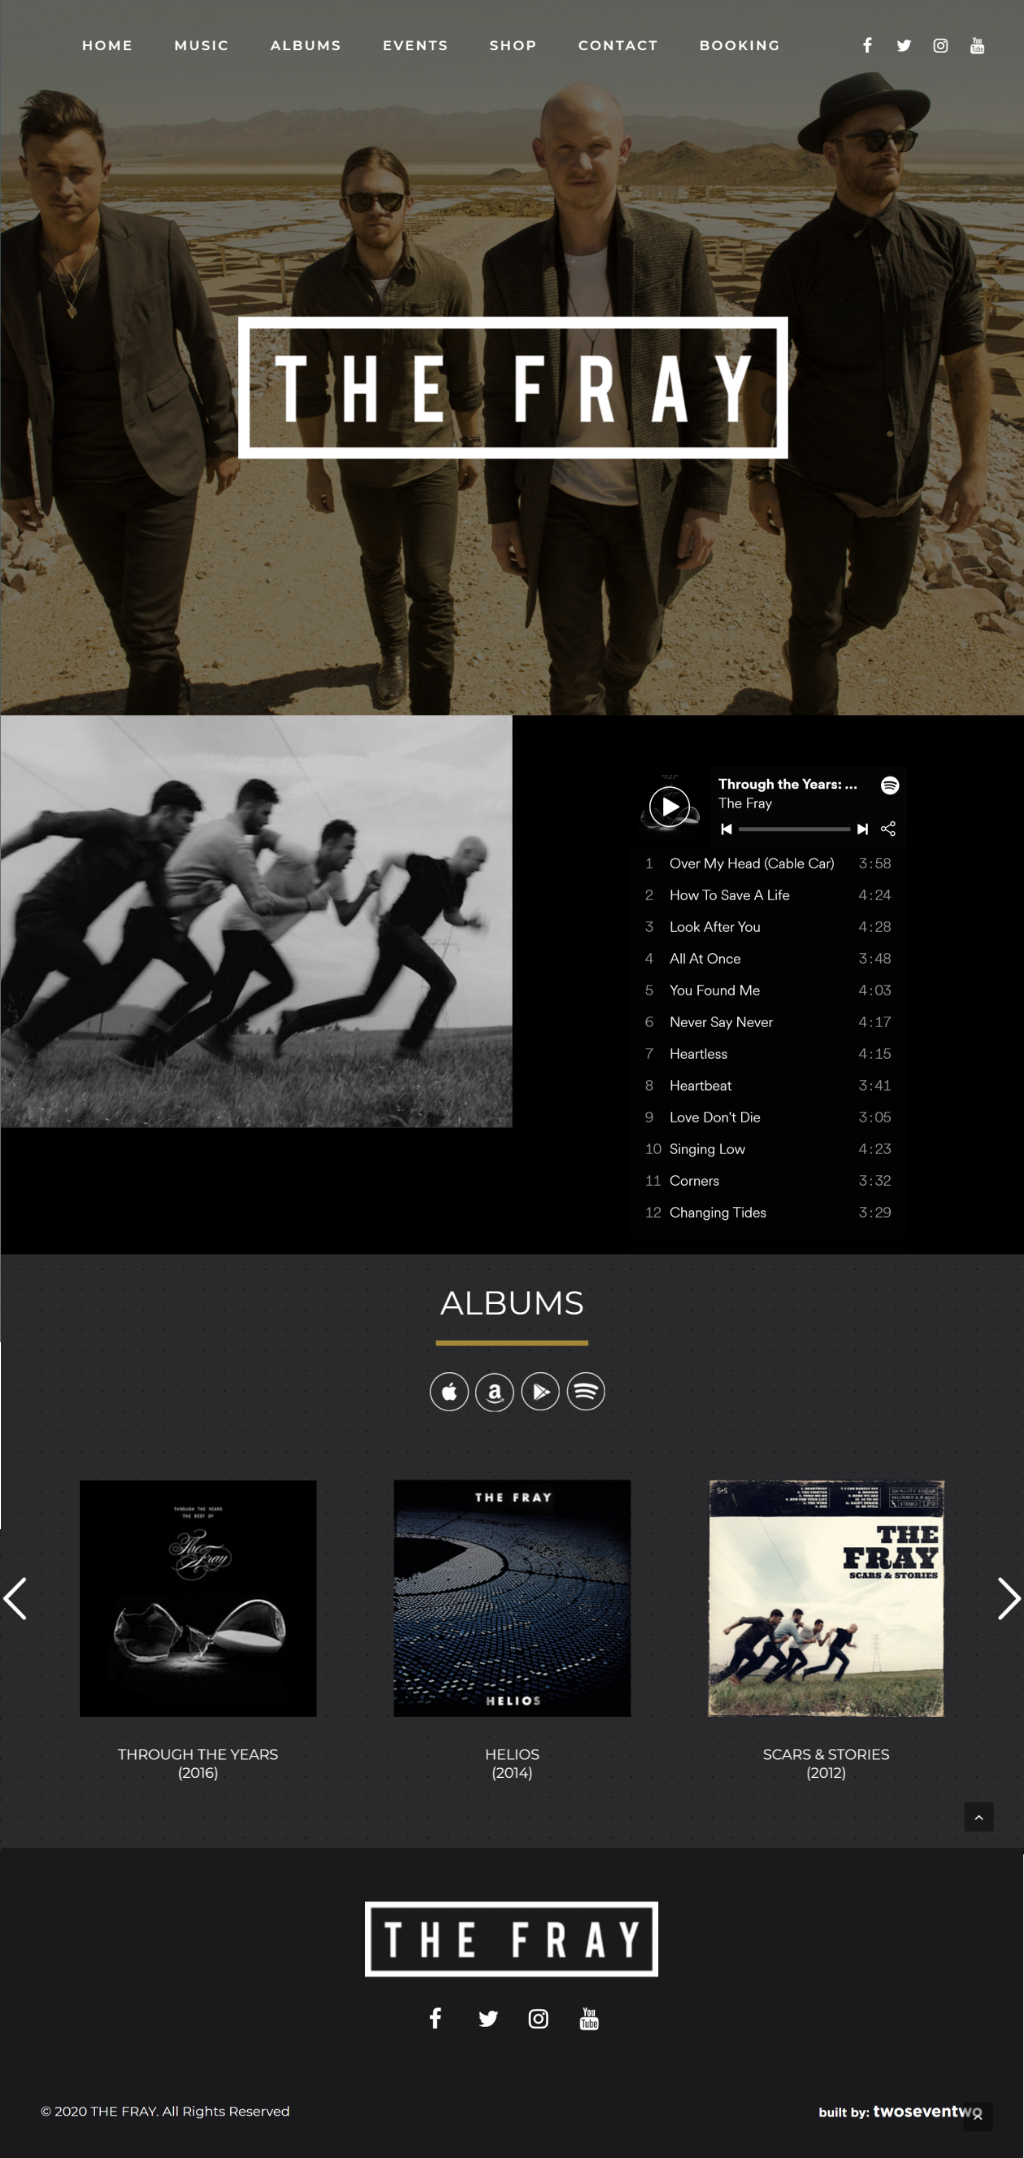 HOME MUSIC ALBUMS EVENTS SHOP CONTACT BOOKING
You
Tube
THE FRAY
Through the Years: ...
The Fray
1 Over My Head (Cable Car) 3:58
2 How To Save A Life 4:24
3 Look After You 4:28
4 All At Once 3:48
5 You Found Me 4:03
6 Never Say Never 4:17
7 Heartless 4:15
8 Heartbeat 3:41
9 Love Don't Die 3:05
10 Singing Low 4:23
11 Corners 3:32
12 Changing Tides 3:29
ALBUMS
THROUGH THE YEARS
THE BEST OF
The Fray
THE FRAY
HELIOS
THE
FRAY
SCARS & STORIES
THROUGH THE YEARS
(2016)
HELIOS
(2014)
SCARS & STORIES
(2012)
THE FRAY
You
Tube
© 2020 THE FRAY. All Rights Reserved
built by: twoseventwo